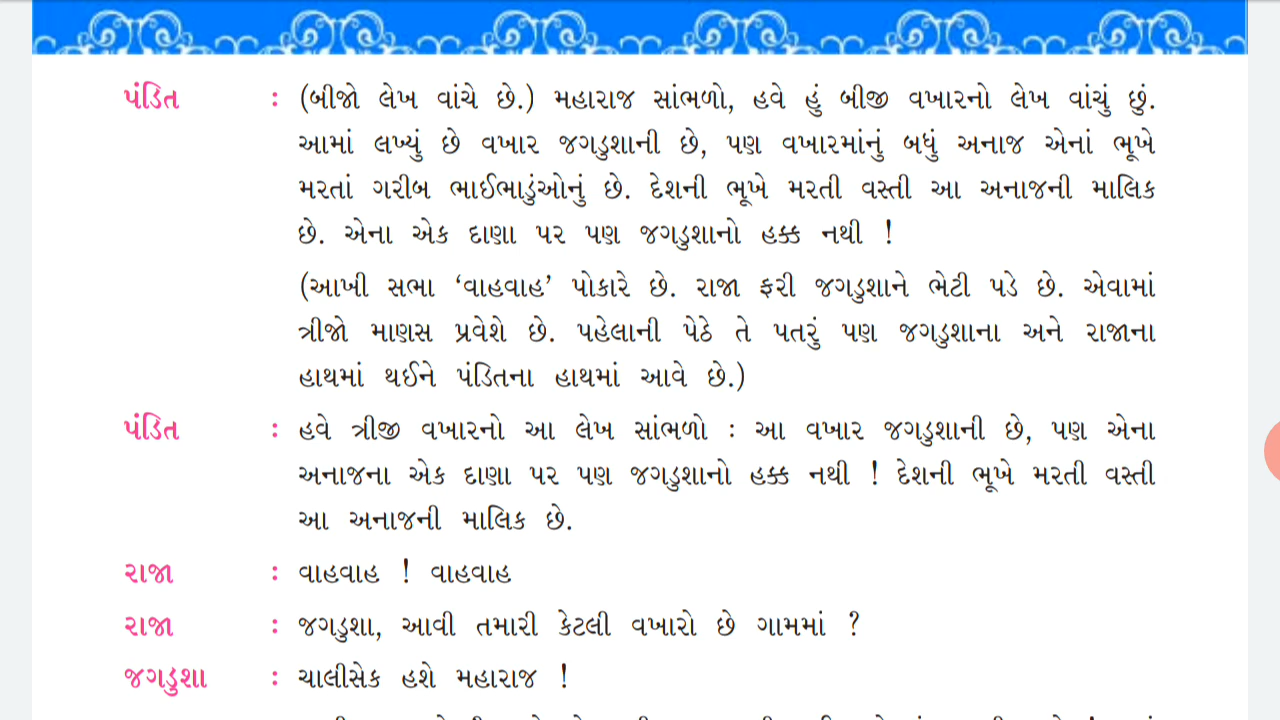 પંડિત : (બીજો લેખ વાંચે છે.) મહારાજ સાંભળો, હવે હું બીજી વખારનો લેખ વાંચું છું.
આમાં લખ્યું છે વખાર જગડુશાની છે, પણ વખારમાંનું બધું અનાજ એનાં ભૂખે
મરતાં ગરીબ ભાઈભાડુંઓનું છે. દેશની ભૂખે મરતી વસ્તી આ અનાજની માલિક
છે. એના એક દાણા પર પણ જગડુશાનો હક્ક નથી !
(આખી સભા ‘વાહવાહ’ પોકારે છે. રાજા ફરી જગડુશાને ભેટી પડે છે. એવામાં
ત્રીજો માણસ પ્રવેશે છે. પહેલાની પેઠે તે પતરું પણ જગડુશાના અને રાજાના
હાથમાં થઈને પંડિતના હાથમાં આવે છે.)
પંડિત : હવે ત્રીજી વખારનો આ લેખ સાંભળો : આ વખાર જગડુશાની છે, પણ એના
અનાજના એક દાણા પર પણ જગડુશાનો હક્ક નથી ! દેશની ભૂખે મરતી વસ્તી
આ અનાજની માલિક છે.
રાજા : વાહવાહ ! વાહવાહ
રાજા : જગડુશા, આવી તમારી કેટલી વખારો છે ગામમાં ?
જગડુશા : ચાલીસેક હશે મહારાજ !